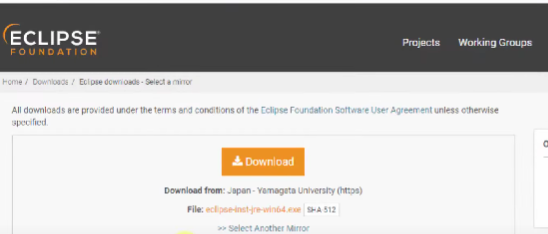 ECLIPSE
FOUNDATION
Projects Working Groups
Home / Downloads / Eclipse downloads - Select a mirror
All downloads are provided under the terms and conditions of the Eclipse Foundation Software User Agreement unless otherwise
specified.
Download
Download from: Japan - Yamagata University (https)
File: eclipse-inst-jre-win64.exe SHA-512
>> Select Another Mirror